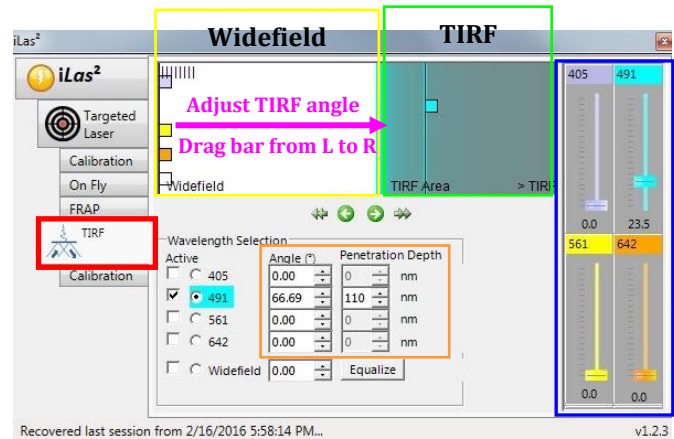 Widefield TIRF
iLas²
iLas²
405 491
Adjust TIRF angle
Targeted
Laser
Drag bar from L to R
Calibration
Widefield TIRF Area > TIRF
On Fly
FRAP
0.0 23.5
TIRF
561 642
Wavelength Selection
Active Angle (°) Penetration Depth
405 0.00 0 nm
Calibration
491 66.69 110 nm
561 0.00 0 nm
642 0.00 0 nm
Widefield 0.00 Equalize
0.0 0.0
Recovered last session from 2/16/2016 5:58:14 PM... v1.2.3